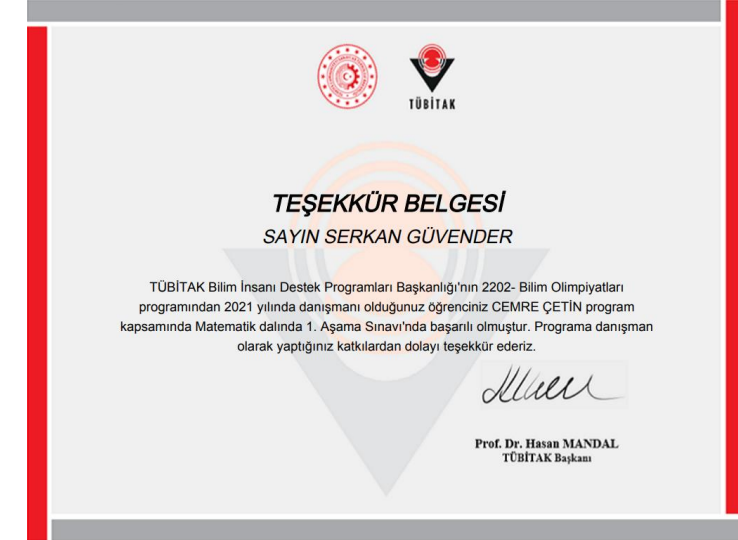 TÜBİTAK
TEŞEKKÜR BELGESİ
SAYIN SERKAN GÜVENDER
TÜBİTAK Bilim İnsanı Destek Programları Başkanlığı'nın 2202- Bilim Olimpiyatları
programından 2021 yılında danışmanı olduğunuz öğrenciniz CEMRE ÇETİN program
kapsamında Matematik dalında 1. Aşama Sınavı'nda başarılı olmuştur. Programa danışman
olarak yaptığınız katkılardan dolayı teşekkür ederiz.
Prof. Dr. Hasan MANDAL
TÜBİTAK Başkanı